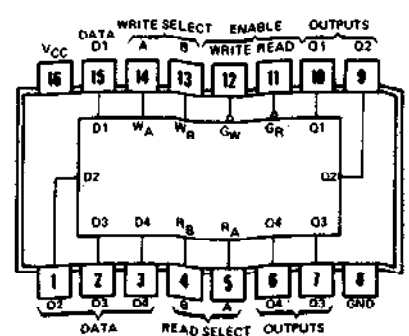 WRITE SELECT ENABLE OUTPUTS
DATA
VCC D1 A B WRITE READ Q1 Q2
16 15 14 13 12 11 10 9
D1 WA WB GW GR Q1
D2 Q2
D3 D4 RB RA Q4 Q3
1 2 3 4 5 6 7 8
D2 D3 D4 B A Q4 Q3 GND
DATA READ SELECT OUTPUTS